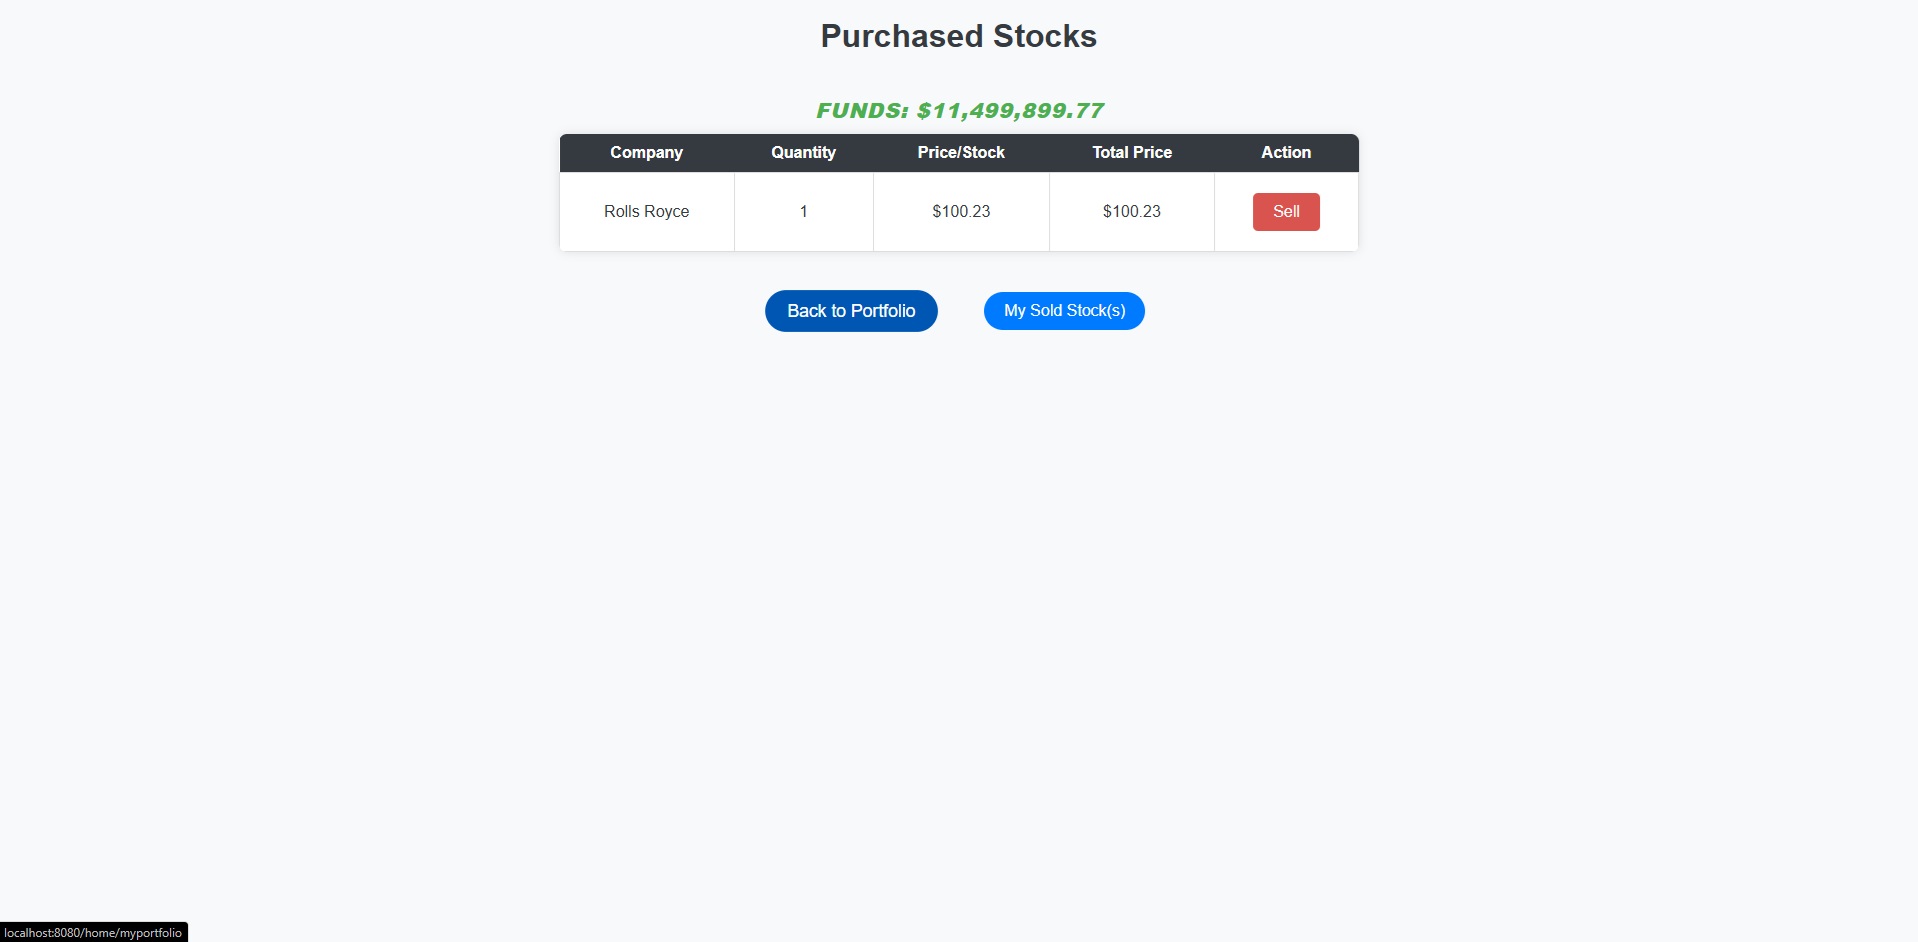 Purchased Stocks
FUNDS: $11,499,899.77
Company Quantity Price/Stock Total Price Action
Rolls Royce 1 $100.23 $100.23 Sell
Back to Portfolio My Sold Stock(s)
localhost:8080/home/myportfolio